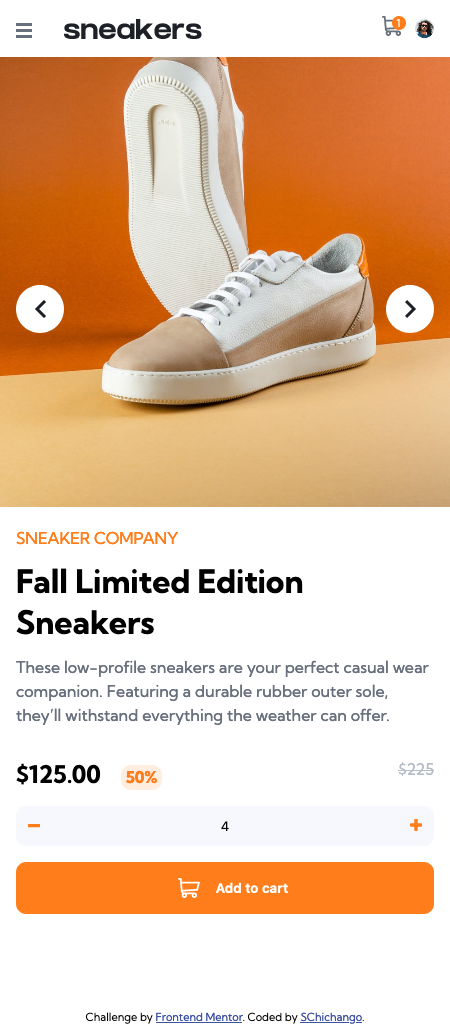 sneakers
1
SNEAKER COMPANY
Fall Limited Edition
Sneakers
These low-profile sneakers are your perfect casual wear
companion. Featuring a durable rubber outer sole,
they’ll withstand everything the weather can offer.
$125.00 50% $225
4
Add to cart
Challenge by Frontend Mentor. Coded by SChichango.